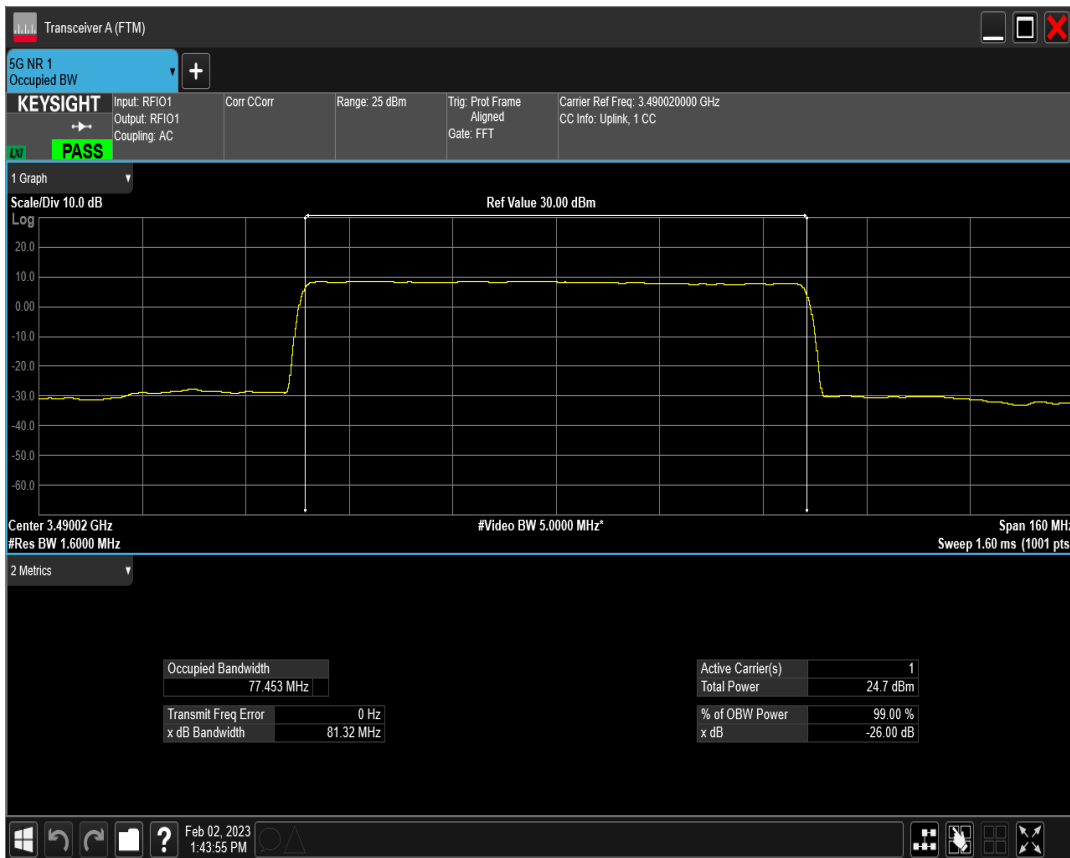 Transceiver A (FTM)
5G NR 1
Occupied BW
+
KEYSIGHT
LXI
PASS
Input: RFIO1
Output: RFIO1
Coupling: AC
Corr CCorr
Range: 25 dBm
Trig: Prot Frame
Aligned
Gate: FFT
Carrier Ref Freq: 3.490020000 GHz
CC Info: Uplink, 1 CC
1 Graph
Scale/Div 10.0 dB
Ref Value 30.00 dBm
Log
20.0
10.0
0.00
-10.0
-20.0
-30.0
-40.0
-50.0
-60.0
Center 3.49002 GHz
#Video BW 5.0000 MHz*
Span 160 MHz
#Res BW 1.6000 MHz
Sweep 1.60 ms (1001 pts
2 Metrics
Occupied Bandwidth
77.453 MHz
Transmit Freq Error 0 Hz
x dB Bandwidth 81.32 MHz
Active Carrier(s) 1
Total Power 24.7 dBm
% of OBW Power 99.00 %
x dB -26.00 dB
?
Feb 02, 2023
1:43:55 PM